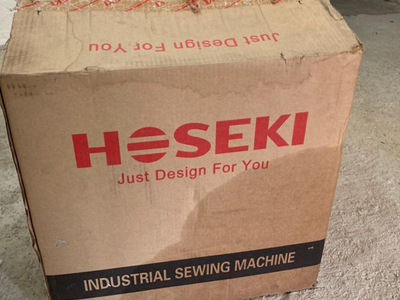 Just Design For You
HOSEKI
Just Design For You
INDUSTRIAL SEWING MACHINE